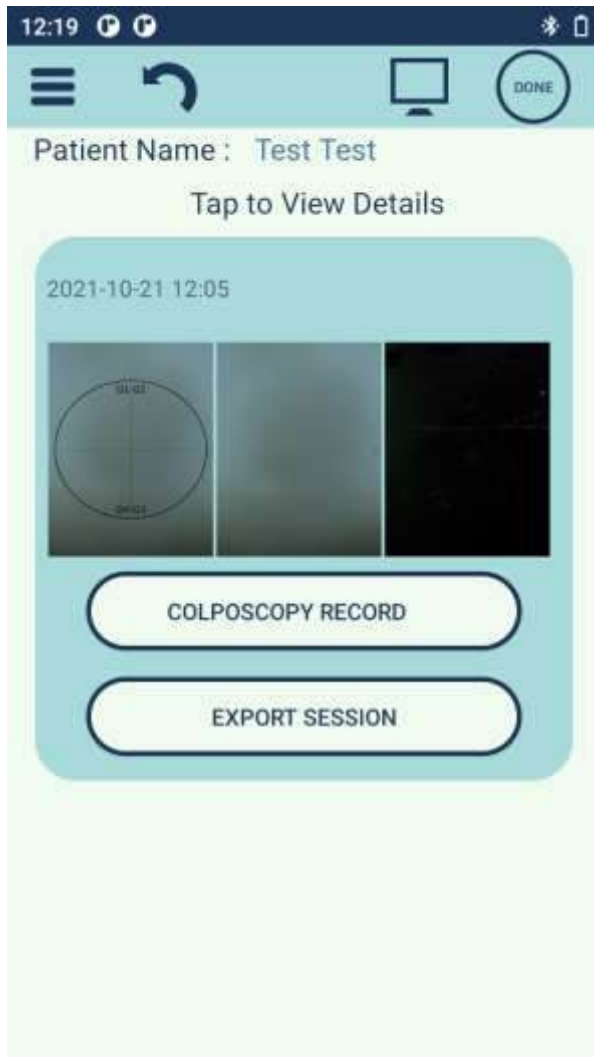 12:19
DONE
Patient Name : Test Test
Tap to View Details
2021-10-21 12:05
COLPOSCOPY RECORD
EXPORT SESSION